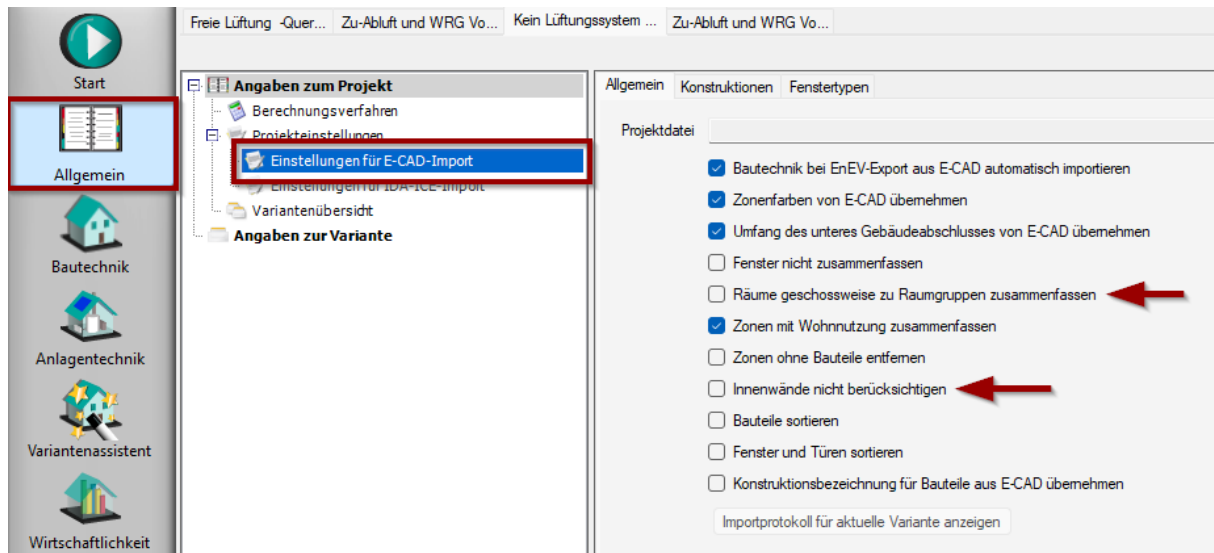 Freie Lüftung -Quer... Zu-Abluft und WRG Vo... Kein Lüftungssystem ... Zu-Abluft und WRG Vo...
Start
Allgemein
Bautechnik
Anlagentechnik
Variantenassistent
Wirtschaftlichkeit
Angaben zum Projekt
Berechnungsverfahren
Projekteinstellungen
Einstellungen für E-CAD-Import
Einstellungen für IDA-ICE-Import
Variantenübersicht
Angaben zur Variante
Allgemein Konstruktionen Fenstertypen
Projektdatei
Bautechnik bei EnEV-Export aus E-CAD automatisch importieren
Zonenfarben von E-CAD übernehmen
Umfang des unteres Gebäudeabschlusses von E-CAD übernehmen
Fenster nicht zusammenfassen
Räume geschossweise zu Raumgruppen zusammenfassen
Zonen mit Wohnnutzung zusammenfassen
Zonen ohne Bauteile entfernen
Innenwände nicht berücksichtigen
Bauteile sortieren
Fenster und Türen sortieren
Konstruktionsbezeichnung für Bauteile aus E-CAD übernehmen
Importprotokoll für aktuelle Variante anzeigen